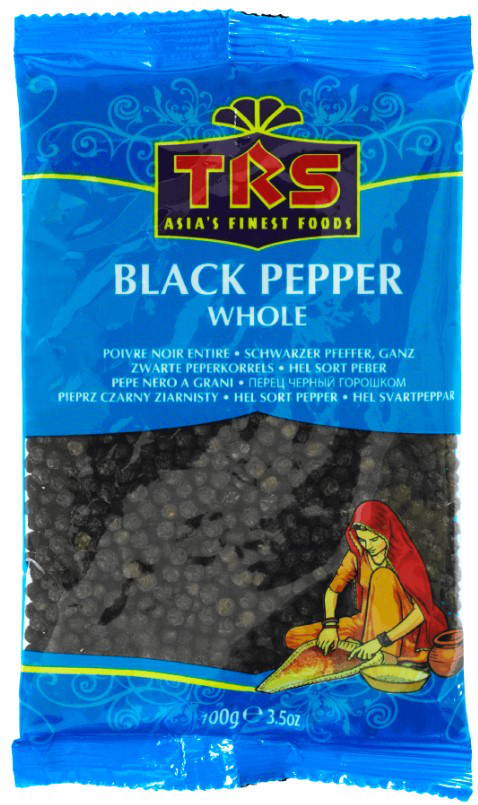 TRS
ASIA'S FINEST FOODS
BLACK PEPPER
WHOLE
POIVRE NOIR ENTIRE • SCHWARZER PFEFFER, GANZ
ZWARTE PEPERKORRELS • HEL SORT PEBER
PEPE NERO A GRANI • ПЕРЕЦ ЧЕРНЫЙ ГОРОШКОМ
PIEPRZ CZARNY ZIARNISTY • HEL SORT PEPPER • HEL SVARTPEPPAR
100g ℮ 3.5oz